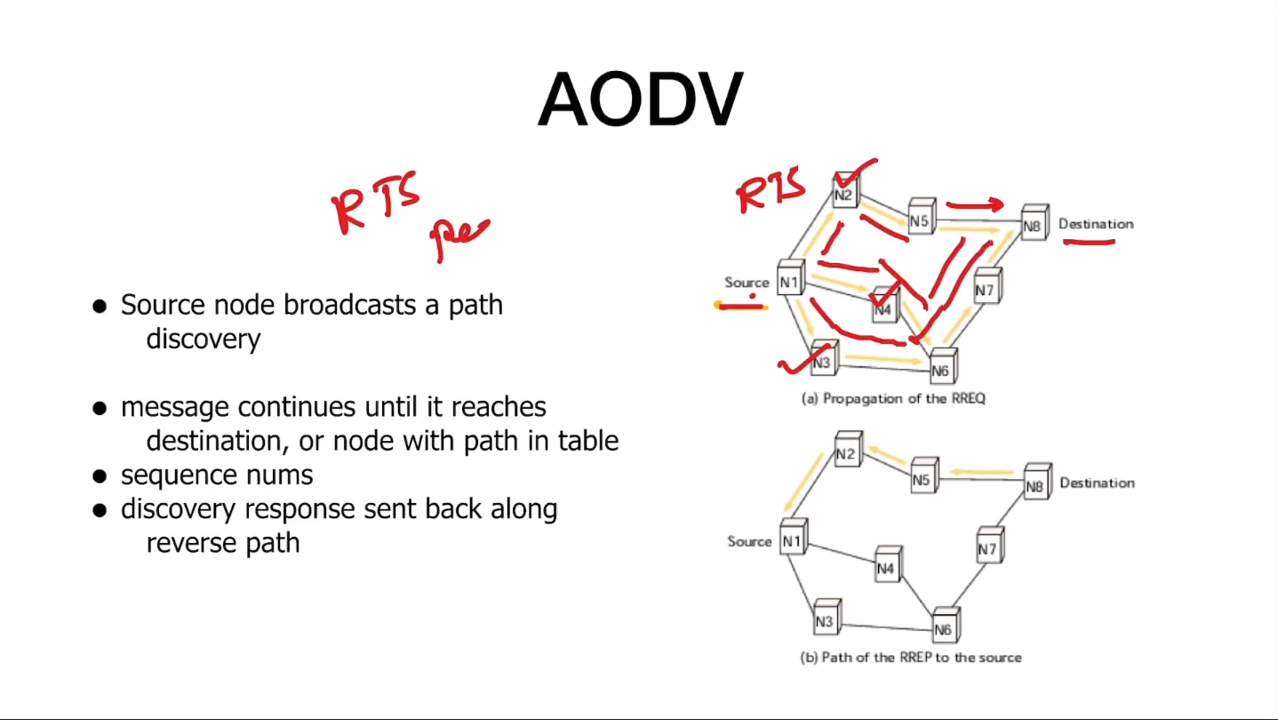 AODV
RTS
● Source node broadcasts a path
discovery
● message continues until it reaches
destination, or node with path in table
● sequence nums
● discovery response sent back along
reverse path
RTS
N2
N5
N8
Destination
Source
N1
N4
N7
N3
N6
(a) Propagation of the RREQ
N2
N5
N8
Destination
Source
N1
N4
N7
N3
N6
(b) Path of the RREP to the source